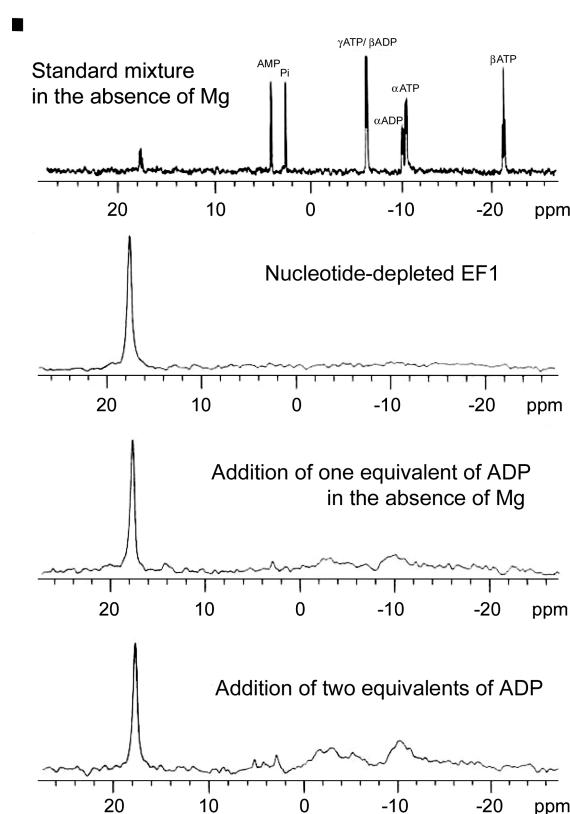 Standard mixture
in the absence of Mg
AMP
Pi
γATP/ βADP
αADP
αATP
βATP
20 10 0 -10 -20 ppm
Nucleotide-depleted EF1
20 10 0 -10 -20 ppm
Addition of one equivalent of ADP
in the absence of Mg
20 10 0 -10 -20 ppm
Addition of two equivalents of ADP
20 10 0 -10 -20 ppm